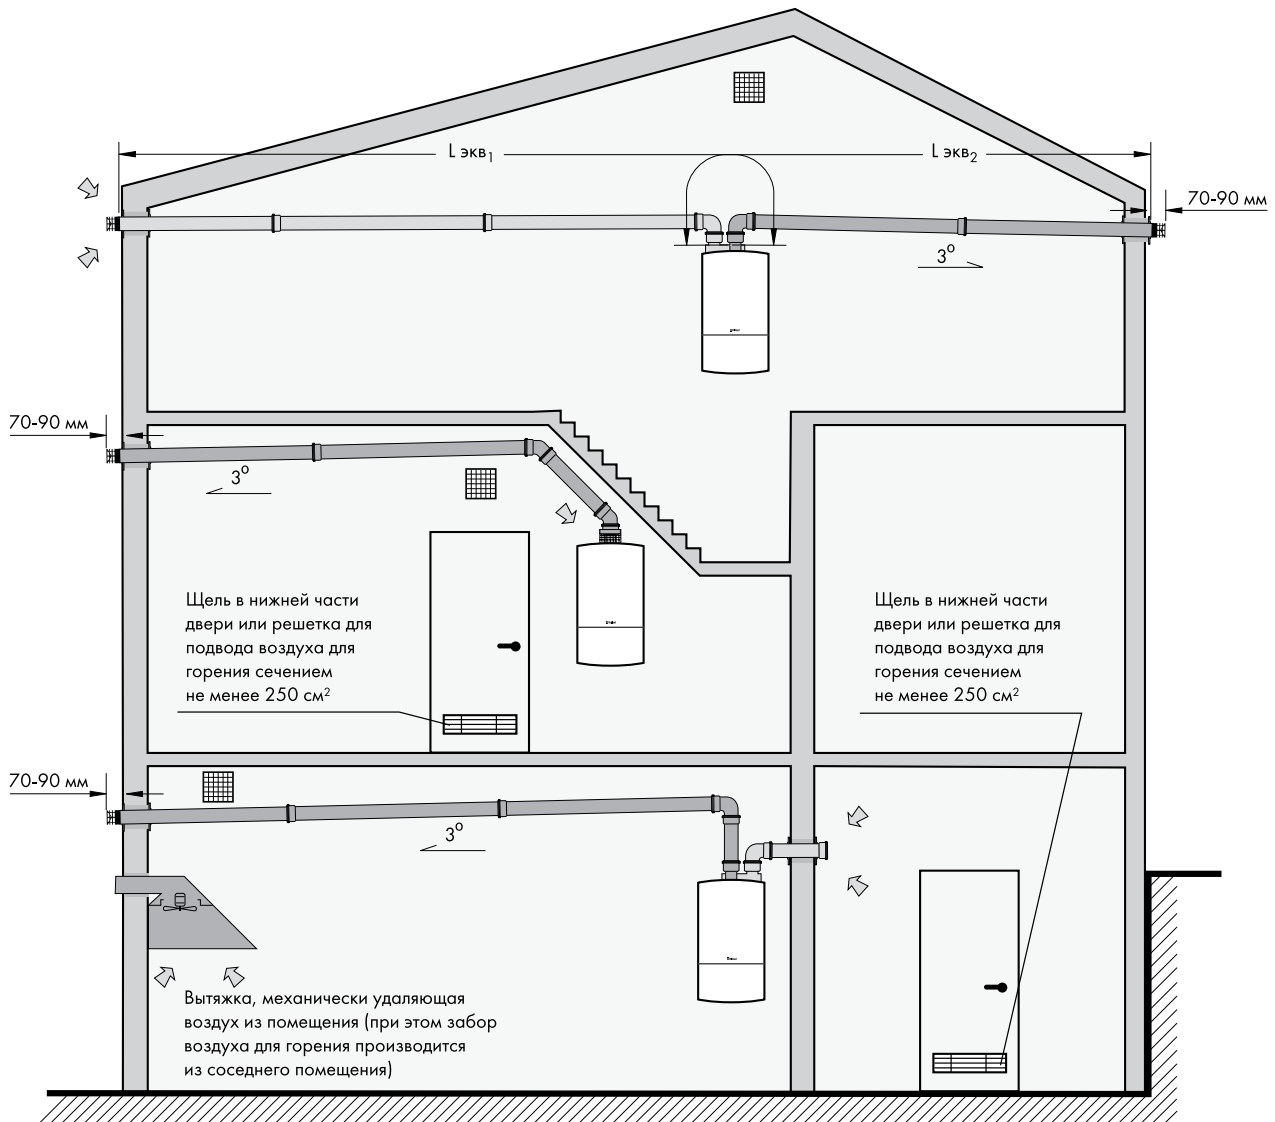 L экв₁
L экв₂
70-90 мм
3°
70-90 мм
3°
Щель в нижней части
двери или решетка для
подвода воздуха для
горения сечением
не менее 250 см²
Щель в нижней части
двери или решетка для
подвода воздуха для
горения сечением
не менее 250 см²
70-90 мм
3°
Вытяжка, механически удаляющая
воздух из помещения (при этом забор
воздуха для горения производится
из соседнего помещения)